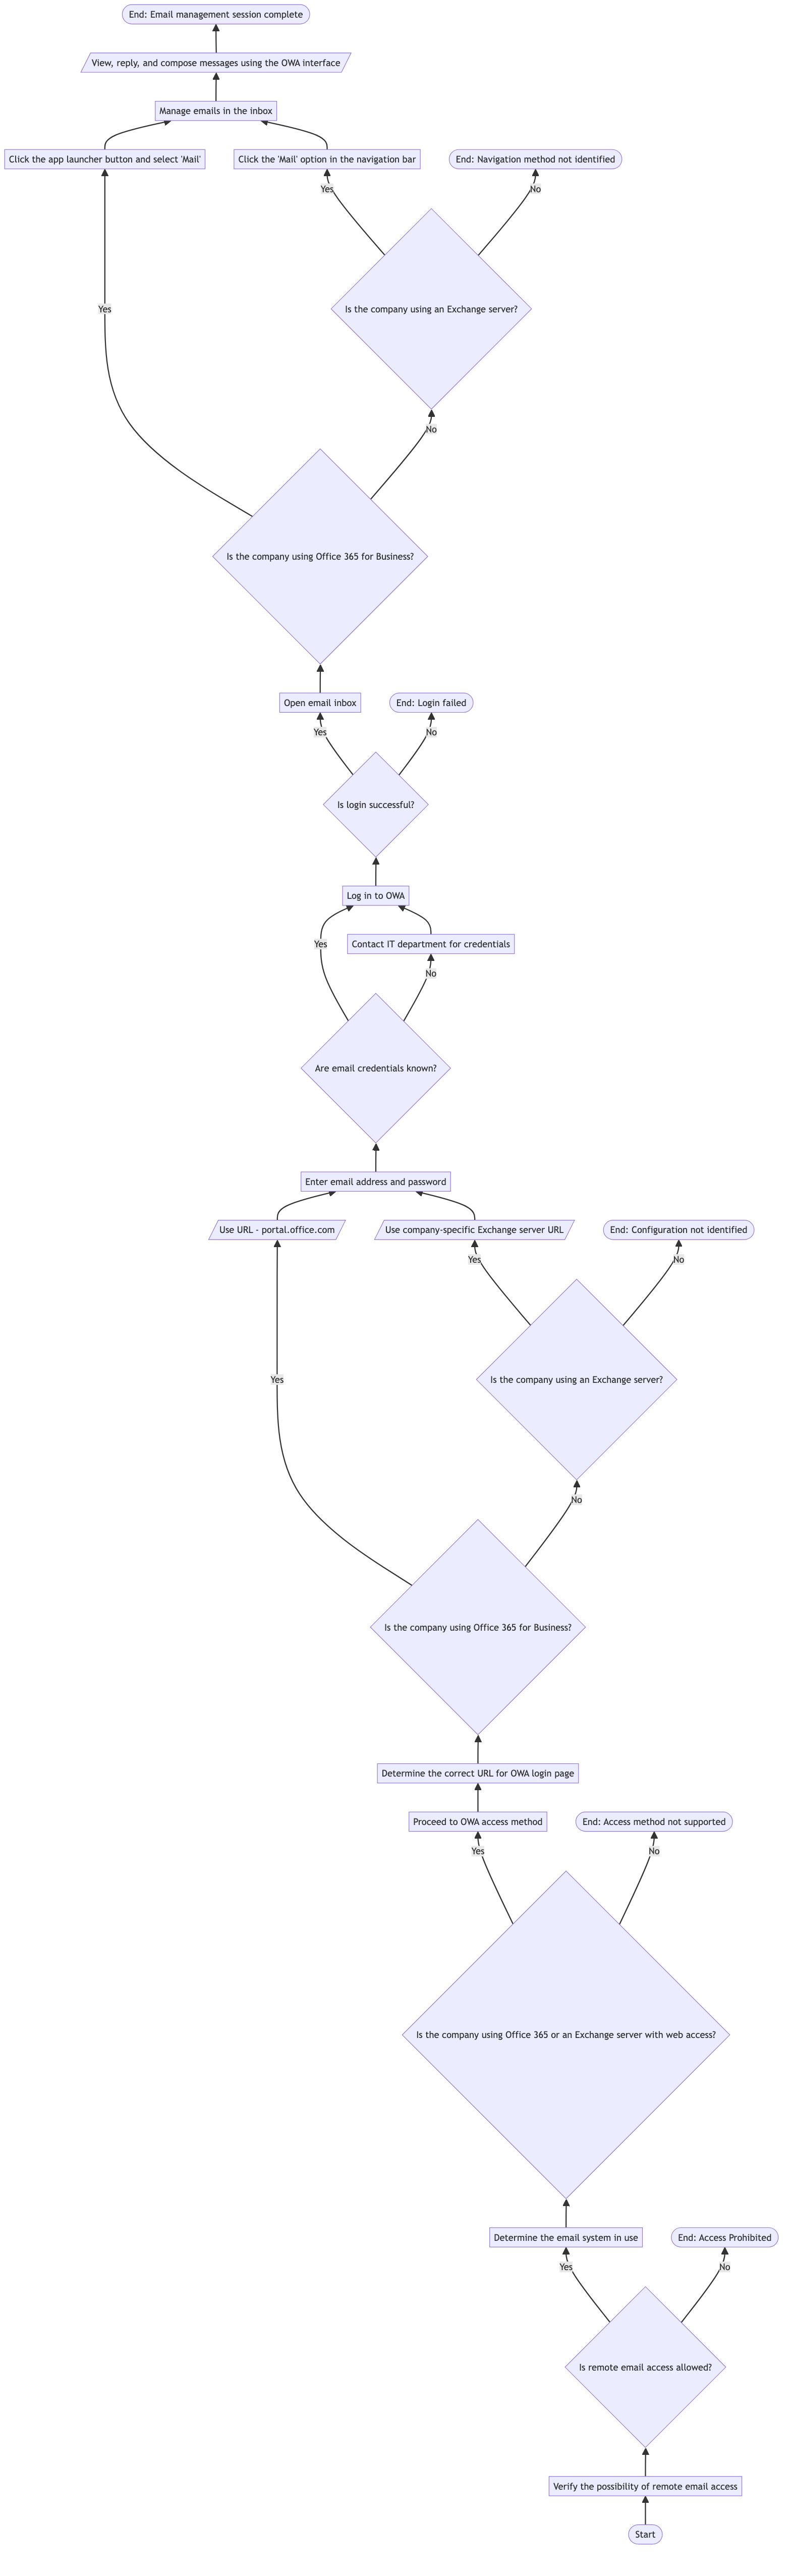 End: Email management session complete
View, reply, and compose messages using the OWA interface
Manage emails in the inbox
Click the app launcher button and select 'Mail'
Click the 'Mail' option in the navigation bar
End: Navigation method not identified
Yes
No
Is the company using an Exchange server?
Yes
No
Is the company using Office 365 for Business?
Open email inbox
End: Login failed
Yes
No
Is login successful?
Log in to OWA
Yes
Contact IT department for credentials
No
Are email credentials known?
Enter email address and password
Use URL - portal.office.com
Use company-specific Exchange server URL
End: Configuration not identified
Yes
No
Is the company using an Exchange server?
Yes
No
Is the company using Office 365 for Business?
Determine the correct URL for OWA login page
Proceed to OWA access method
End: Access method not supported
Yes
No
Is the company using Office 365 or an Exchange server with web access?
Determine the email system in use
End: Access Prohibited
Yes
No
Is remote email access allowed?
Verify the possibility of remote email access
Start